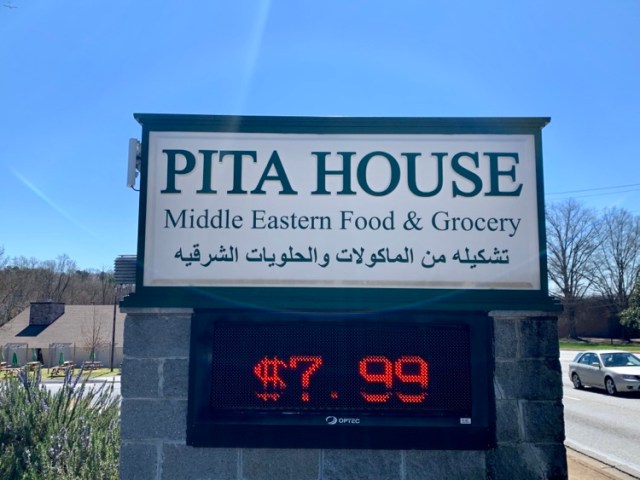 PITA HOUSE
Middle Eastern Food & Grocery
تشكيله من الماكولات والحلويات الشرقيه
$7.99
OPTEC